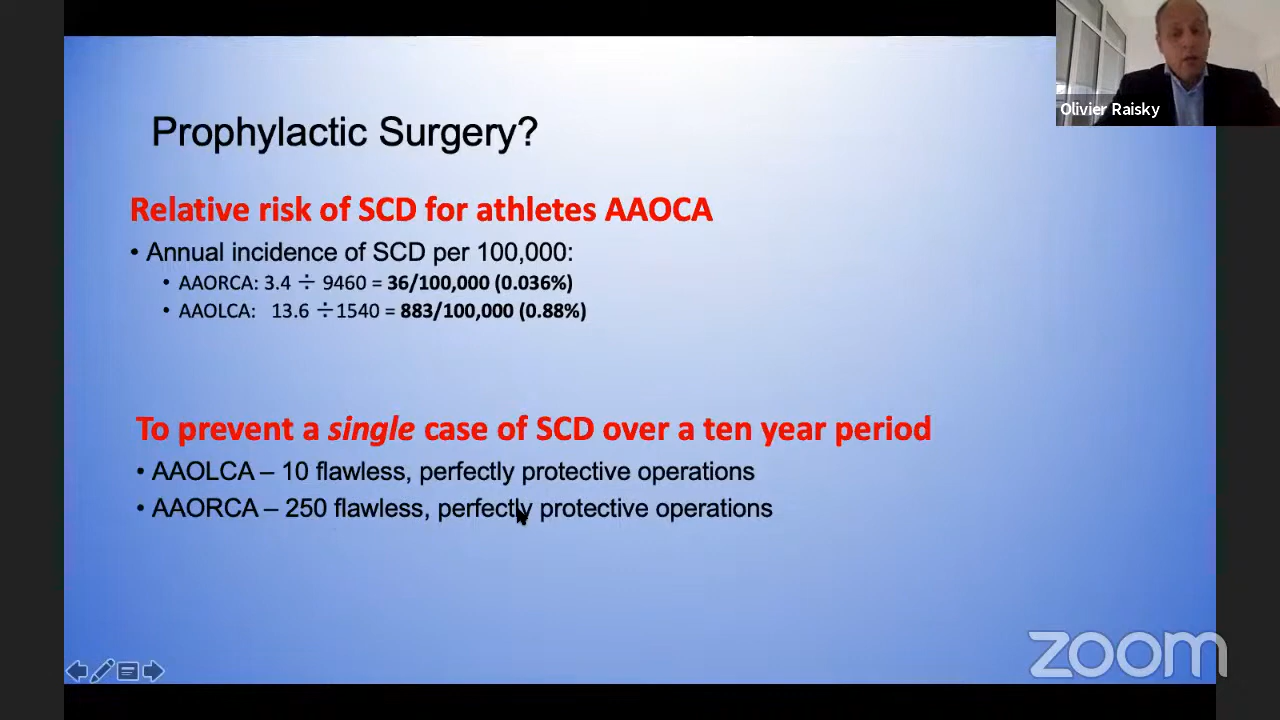 Olivier Raisky
Prophylactic Surgery?
Relative risk of SCD for athletes AAOCA
• Annual incidence of SCD per 100,000:
• AAORCA: 3.4 ÷ 9460 = 36/100,000 (0.036%)
• AAOLCA: 13.6 ÷1540 = 883/100,000 (0.88%)
To prevent a single case of SCD over a ten year period
• AAOLCA – 10 flawless, perfectly protective operations
• AAORCA – 250 flawless, perfectly protective operations
zoom